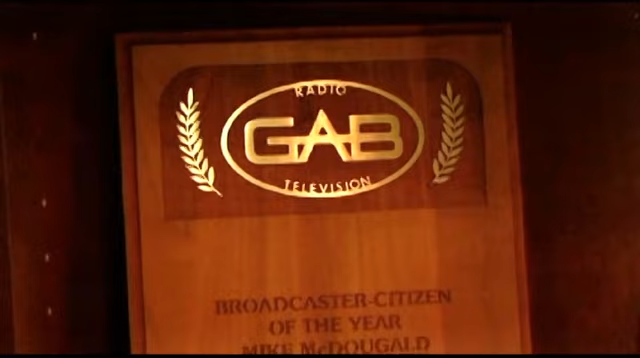 RADIO
GAB
TELEVISION
BROADCASTER-CITIZEN
OF THE YEAR
MIKE McDOUGALD